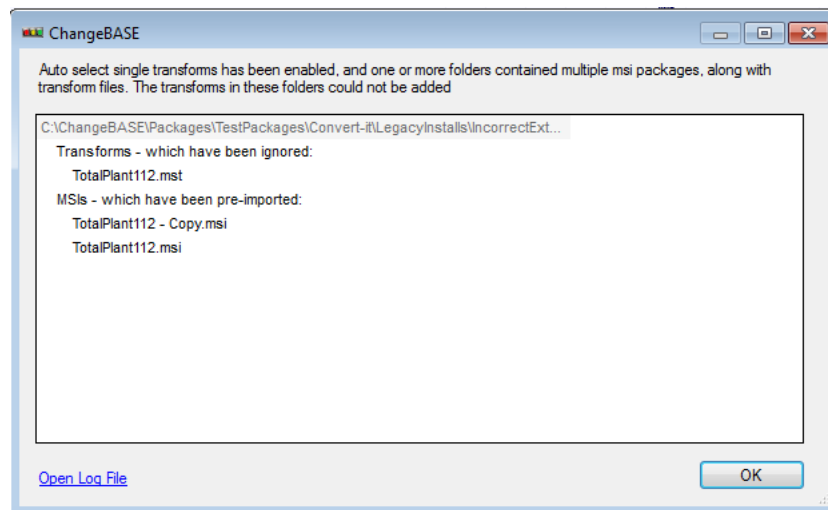 ChangeBASE
Auto select single transforms has been enabled, and one or more folders contained multiple msi packages, along with
transform files. The transforms in these folders could not be added
C:\ChangeBASE\Packages\TestPackages\Convert-it\LegacyInstalls\IncorrectExt...
Transforms - which have been ignored:
TotalPlant112.mst
MSIs - which have been pre-imported:
TotalPlant112 - Copy.msi
TotalPlant112.msi
Open Log File
OK